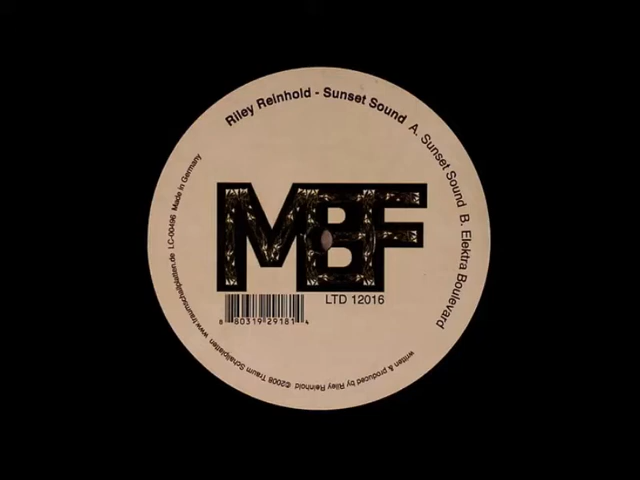 Riley Reinhold - Sunset Sound
A. Sunset Sound B. Elektra Boulevard
MBF
LTD 12016
8 80319 29181 4
written & produced by Riley Reinhold ©2008 Traum Schallplatten www.traumschallplatten.de LC-00496 Made in Germany